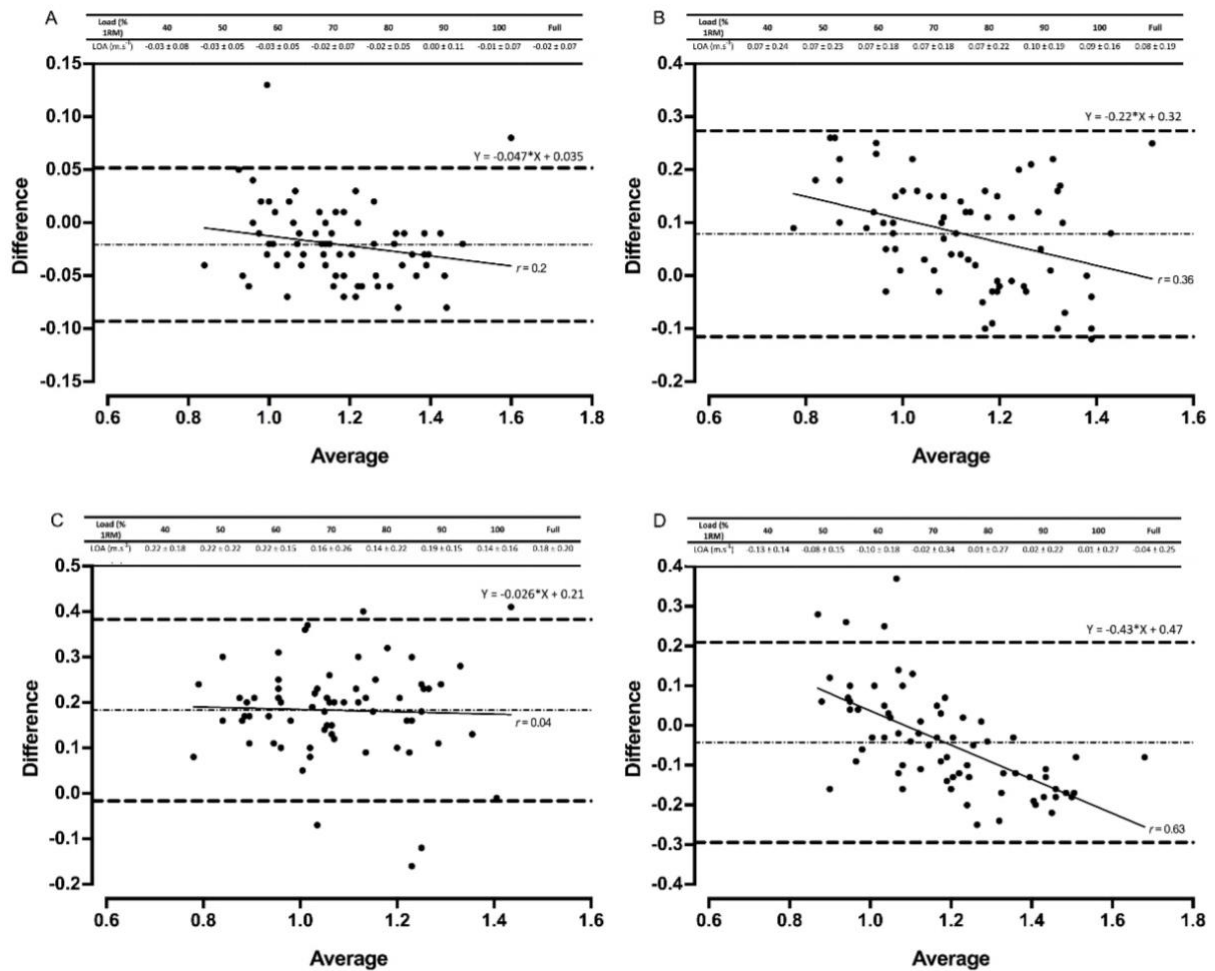 A
Load (% 1RM) 40 50 60 70 80 90 100 Full
LOA (m.s⁻¹) -0.03 ± 0.08 -0.03 ± 0.05 -0.03 ± 0.05 -0.02 ± 0.07 -0.02 ± 0.05 0.00 ± 0.11 -0.01 ± 0.07 -0.02 ± 0.07
0.15
0.10
0.05
0.00
-0.05
-0.10
-0.15
Difference
Y = -0.047*X + 0.035
r = 0.2
0.6 0.8 1.0 1.2 1.4 1.6 1.8
Average
B
Load (% 1RM) 40 50 60 70 80 90 100 Full
LOA (m.s⁻¹) 0.07 ± 0.24 0.07 ± 0.23 0.07 ± 0.18 0.07 ± 0.18 0.07 ± 0.22 0.10 ± 0.19 0.09 ± 0.16 0.08 ± 0.19
0.4
0.3
0.2
0.1
0.0
-0.1
-0.2
Difference
Y = -0.22*X + 0.32
r = 0.36
0.6 0.8 1.0 1.2 1.4 1.6
Average
C
Load (% 1RM) 40 50 60 70 80 90 100 Full
LOA (m.s⁻¹) 0.22 ± 0.18 0.22 ± 0.22 0.22 ± 0.15 0.16 ± 0.26 0.14 ± 0.22 0.19 ± 0.15 0.14 ± 0.16 0.18 ± 0.20
0.5
0.4
0.3
0.2
0.1
0.0
-0.1
-0.2
Difference
Y = -0.026*X + 0.21
r = 0.04
0.6 0.8 1.0 1.2 1.4 1.6
Average
D
Load (% 1RM) 40 50 60 70 80 90 100 Full
LOA (m.s⁻¹) -0.13 ± 0.14 -0.08 ± 0.15 -0.10 ± 0.18 -0.02 ± 0.34 0.01 ± 0.27 0.02 ± 0.22 0.01 ± 0.27 -0.04 ± 0.25
0.4
0.3
0.2
0.1
0.0
-0.1
-0.2
-0.3
-0.4
Difference
Y = -0.43*X + 0.47
r = 0.63
0.6 0.8 1.0 1.2 1.4 1.6 1.8
Average